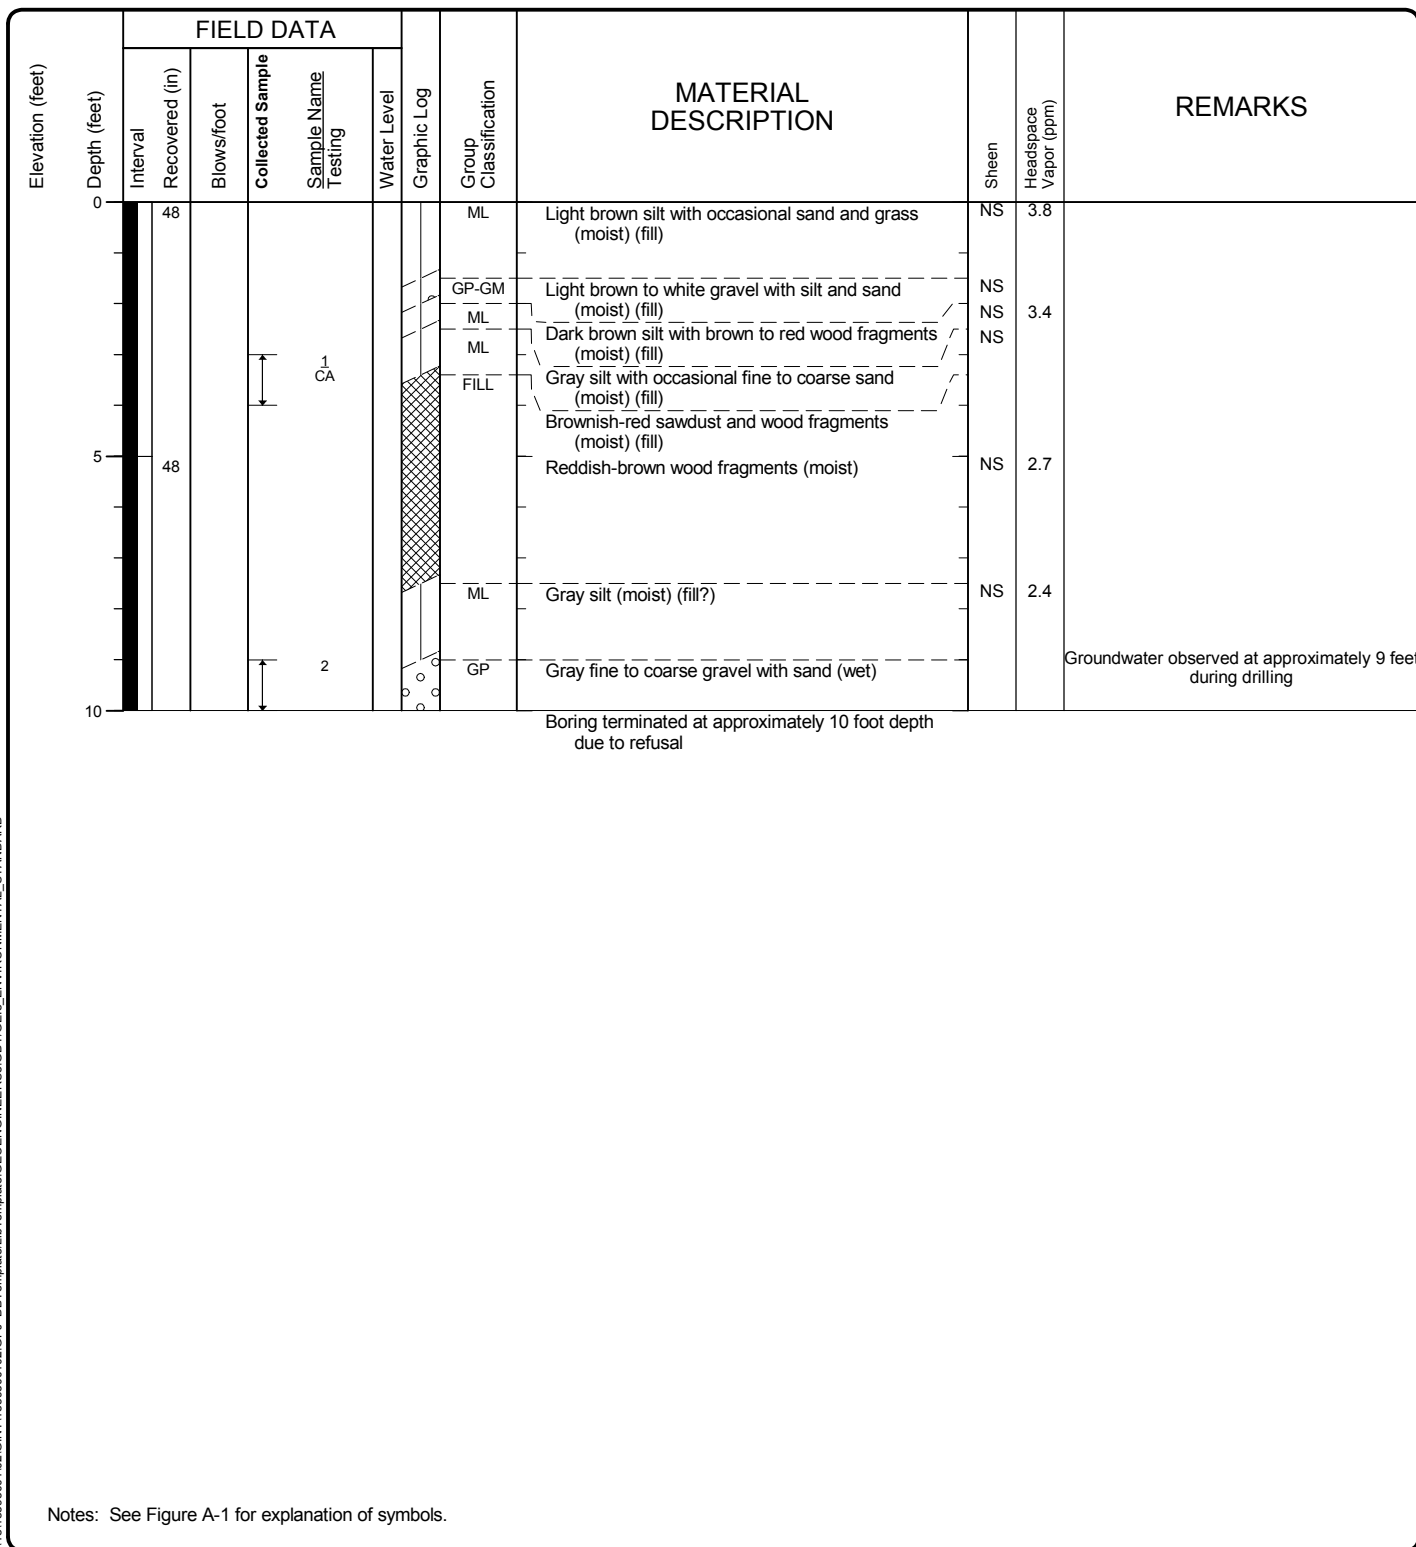 FIELD DATA
Elevation (feet)
Depth (feet)
Interval
Recovered (in)
Blows/foot
Collected Sample
Sample Name
Testing
Water Level
Graphic Log
Group
Classification
MATERIAL
DESCRIPTION
Sheen
Headspace
Vapor (ppm)
REMARKS
0
48
ML
Light brown silt with occasional sand and grass
(moist) (fill)
NS
3.8
GP-GM
Light brown to white gravel with silt and sand
(moist) (fill)
NS
ML
Dark brown silt with brown to red wood fragments
(moist) (fill)
NS
3.4
1
CA
ML
Gray silt with occasional fine to coarse sand
(moist) (fill)
NS
FILL
Brownish-red sawdust and wood fragments
(moist) (fill)
5
48
Reddish-brown wood fragments (moist)
NS
2.7
ML
Gray silt (moist) (fill?)
NS
2.4
2
GP
Gray fine to coarse gravel with sand (wet)
Groundwater observed at approximately 9 feet
during drilling
10
Boring terminated at approximately 10 foot depth
due to refusal
Notes: See Figure A-1 for explanation of symbols.